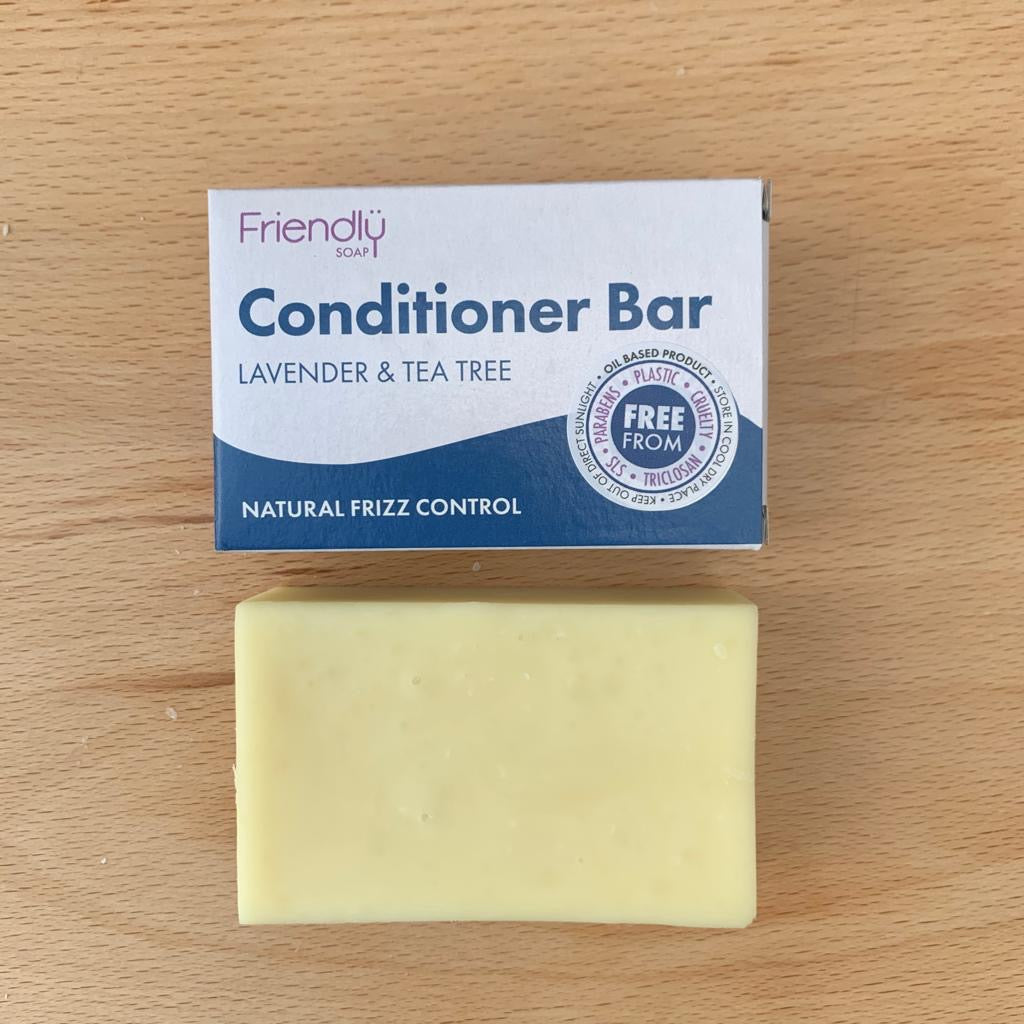 Friendlÿ
SOAP
Conditioner Bar
LAVENDER & TEA TREE
NATURAL FRIZZ CONTROL
OIL BASED PRODUCT • STORE IN COOL DRY PLACE • KEEP OUT OF DIRECT SUNLIGHT •
PARABENS • PLASTIC • CRUELTY • TRICLOSAN • SLS •
FREE
FROM